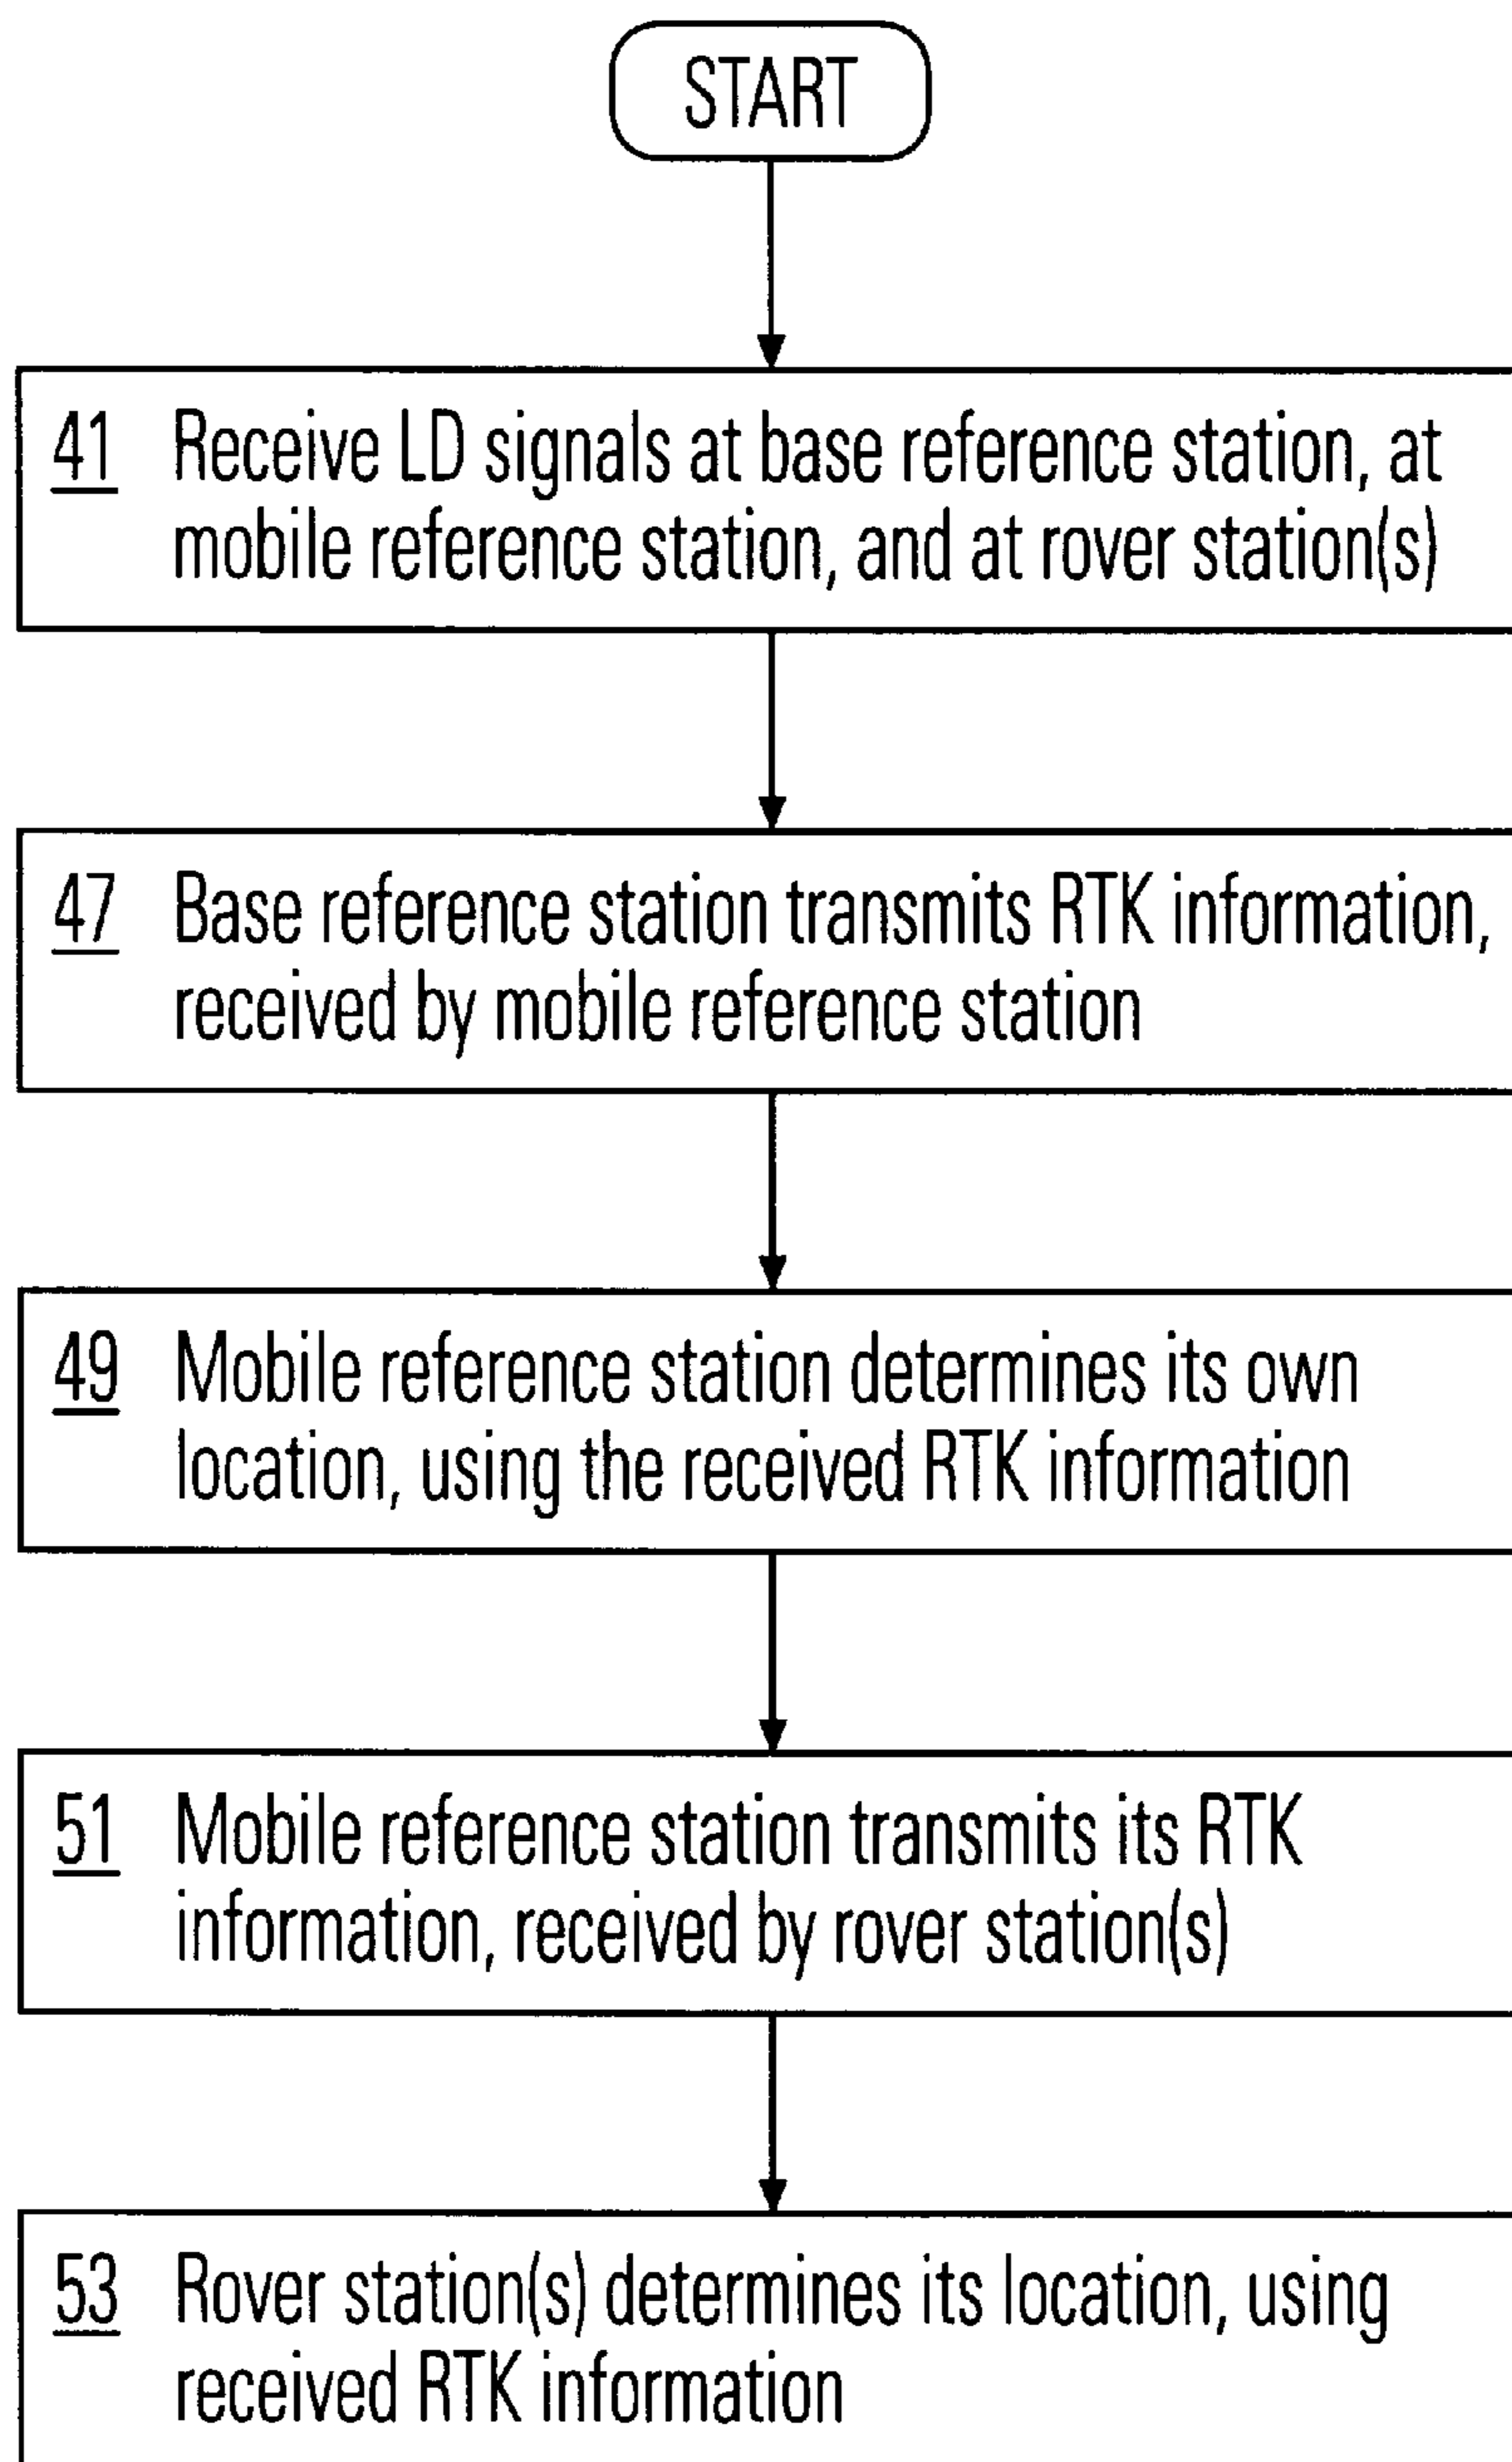 START
41 Receive LD signals at base reference station, at
mobile reference station, and at rover station(s)
47 Base reference station transmits RTK information,
received by mobile reference station
49 Mobile reference station determines its own
location, using the received RTK information
51 Mobile reference station transmits its RTK
information, received by rover station(s)
53 Rover station(s) determines its location, using
received RTK information